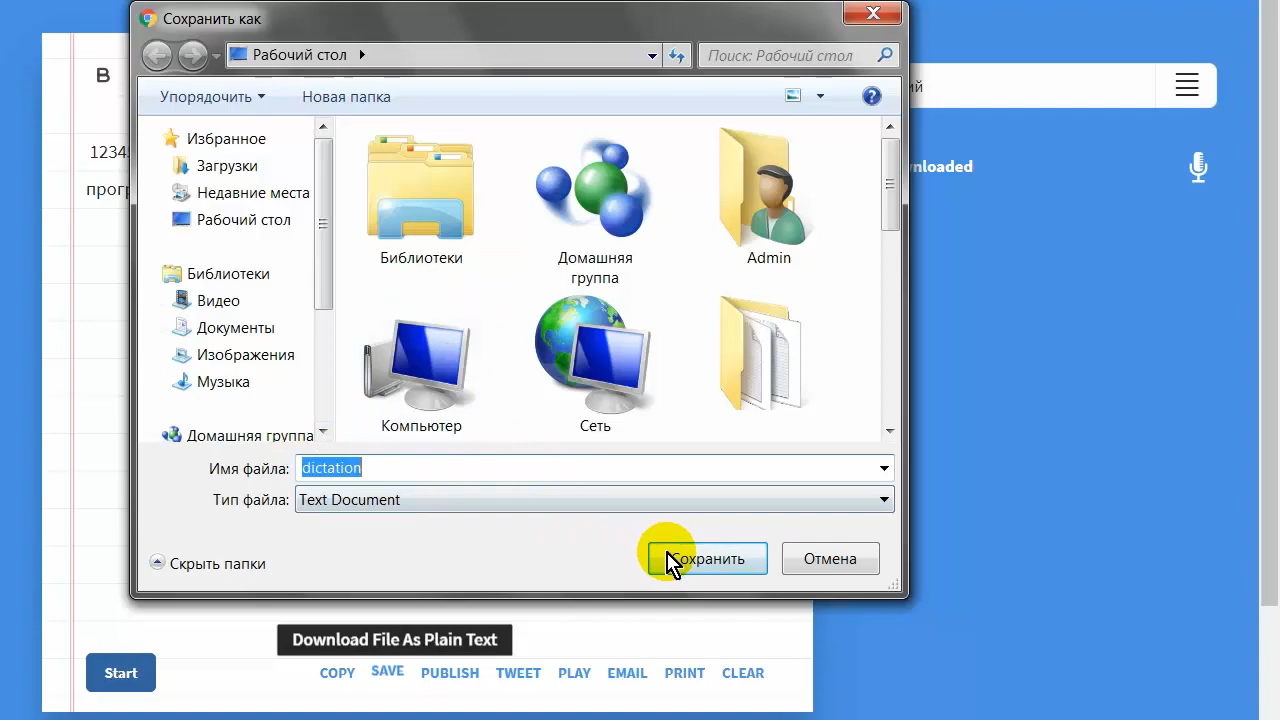 Сохранить как
Рабочий стол
Поиск: Рабочий стол
Упорядочить
Новая папка
Избранное
Загрузки
Недавние места
Рабочий стол
Библиотеки
Видео
Документы
Изображения
Музыка
Домашняя группа
Библиотеки
Домашняя группа
Admin
Компьютер
Сеть
Имя файла: dictation
Тип файла: Text Document
Скрыть папки
Сохранить
Отмена
B
Download File As Plain Text
Start
COPY SAVE PUBLISH TWEET PLAY EMAIL PRINT CLEAR